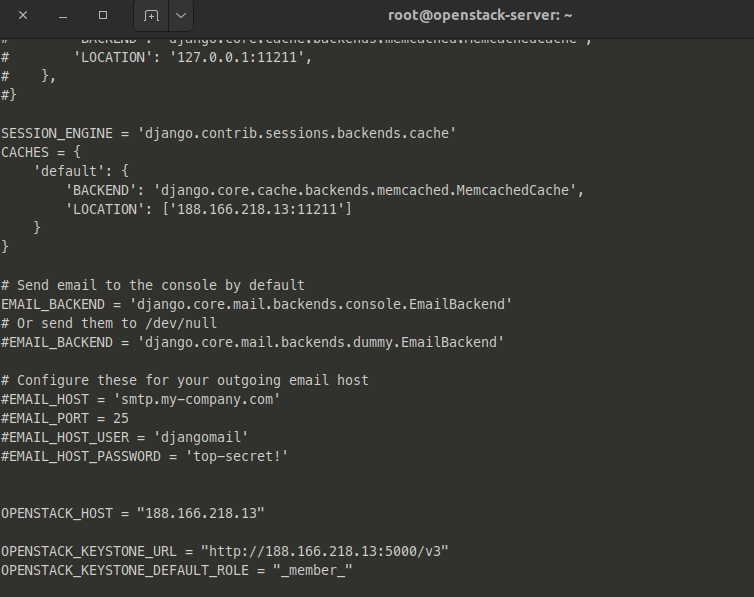 root@openstack-server: ~
#        'BACKEND': 'django.core.cache.backends.memcached.MemcachedCache',
#        'LOCATION': '127.0.0.1:11211',
#    },
#}
SESSION_ENGINE = 'django.contrib.sessions.backends.cache'
CACHES = {
    'default': {
        'BACKEND': 'django.core.cache.backends.memcached.MemcachedCache',
        'LOCATION': ['188.166.218.13:11211']
    }
}
# Send email to the console by default
EMAIL_BACKEND = 'django.core.mail.backends.console.EmailBackend'
# Or send them to /dev/null
#EMAIL_BACKEND = 'django.core.mail.backends.dummy.EmailBackend'
# Configure these for your outgoing email host
#EMAIL_HOST = 'smtp.my-company.com'
#EMAIL_PORT = 25
#EMAIL_HOST_USER = 'djangomail'
#EMAIL_HOST_PASSWORD = 'top-secret!'
OPENSTACK_HOST = "188.166.218.13"
OPENSTACK_KEYSTONE_URL = "http://188.166.218.13:5000/v3"
OPENSTACK_KEYSTONE_DEFAULT_ROLE = "_member_"